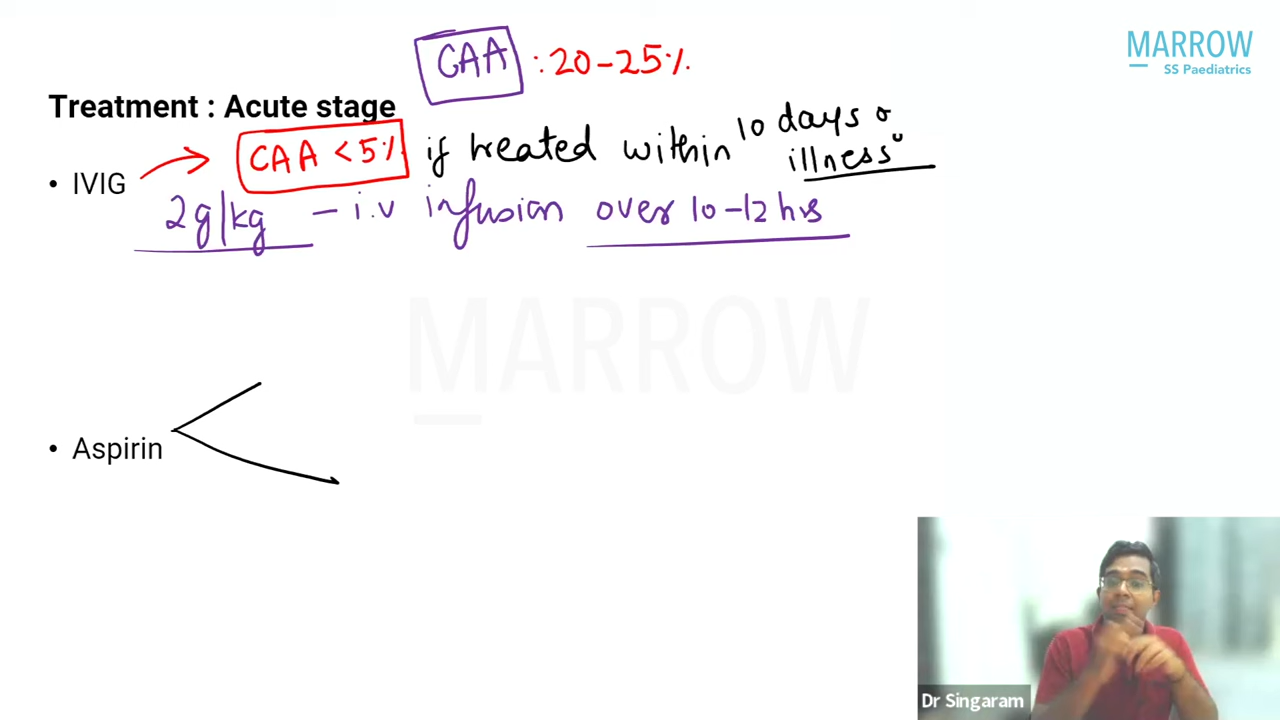 MARROW
SS Paediatrics
CAA : 20-25%
Treatment : Acute stage
CAA < 5% if treated within 10 days o
illness
• IVIG
2g/kg - i.v infusion over 10-12 hrs
MARROW
• Aspirin
Dr Singaram